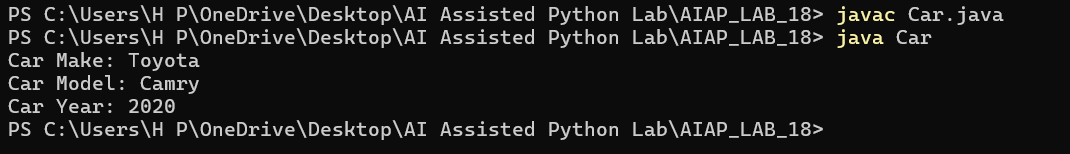 PS C:\Users\H P\OneDrive\Desktop\AI Assisted Python Lab\AIAP_LAB_18> javac Car.java
PS C:\Users\H P\OneDrive\Desktop\AI Assisted Python Lab\AIAP_LAB_18> java Car
Car Make: Toyota
Car Model: Camry
Car Year: 2020
PS C:\Users\H P\OneDrive\Desktop\AI Assisted Python Lab\AIAP_LAB_18>